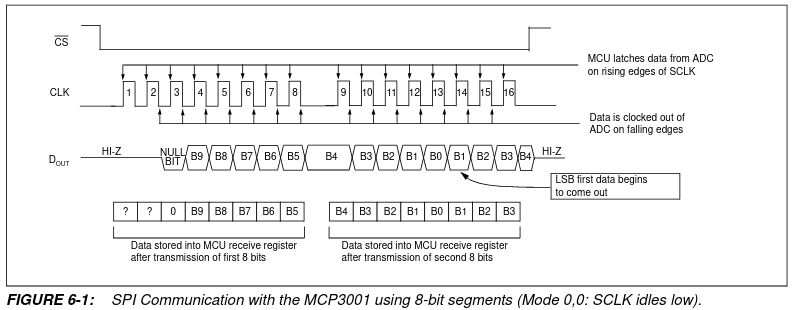 CS
MCU latches data from ADC
on rising edges of SCLK
CLK 1 2 3 4 5 6 7 8 9 10 11 12 13 14 15 16
Data is clocked out of
ADC on falling edges
DOUT HI-Z NULL BIT B9 B8 B7 B6 B5 B4 B3 B2 B1 B0 B1 B2 B3 B4 HI-Z
LSB first data begins
to come out
? ? 0 B9 B8 B7 B6 B5 B4 B3 B2 B1 B0 B1 B2 B3
Data stored into MCU receive register
after transmission of first 8 bits
Data stored into MCU receive register
after transmission of second 8 bits
FIGURE 6-1: SPI Communication with the MCP3001 using 8-bit segments (Mode 0,0: SCLK idles low).